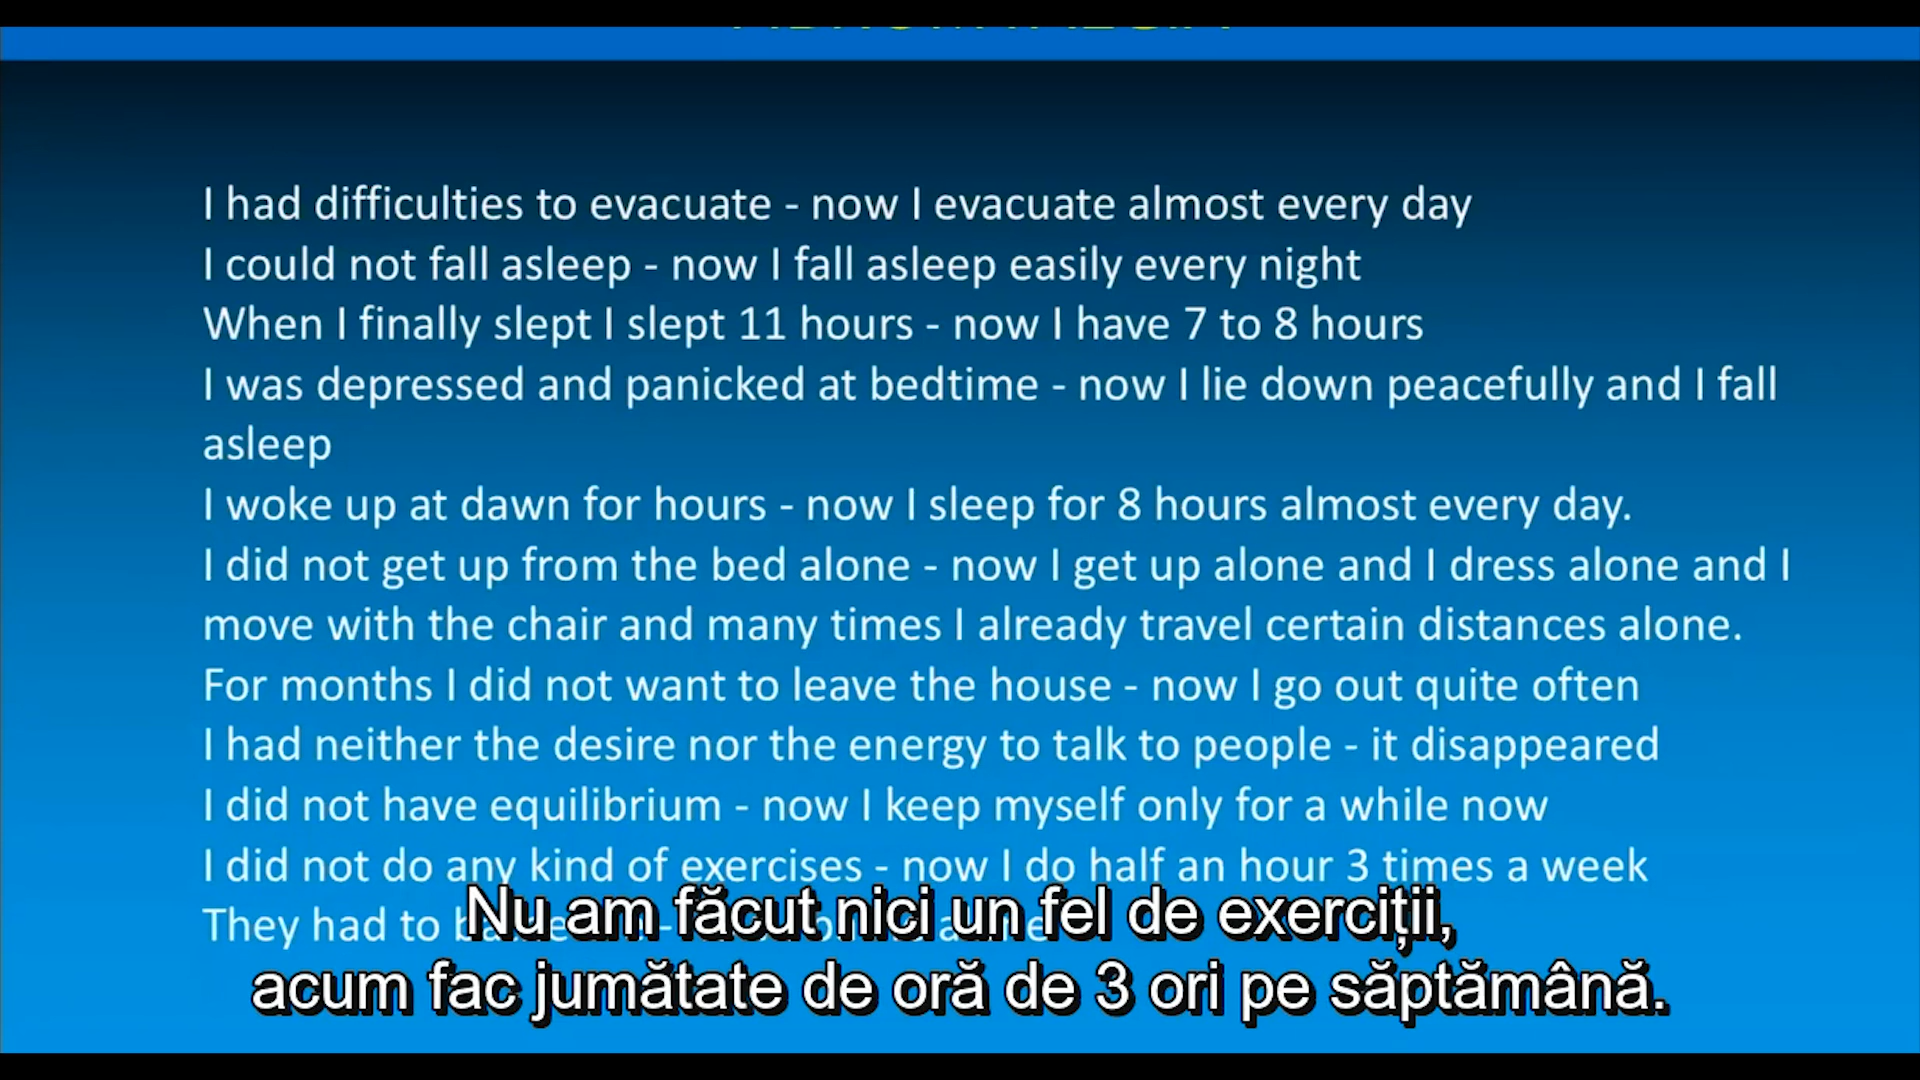 I had difficulties to evacuate - now I evacuate almost every day
I could not fall asleep - now I fall asleep easily every night
When I finally slept I slept 11 hours - now I have 7 to 8 hours
I was depressed and panicked at bedtime - now I lie down peacefully and I fall
asleep
I woke up at dawn for hours - now I sleep for 8 hours almost every day.
I did not get up from the bed alone - now I get up alone and I dress alone and I
move with the chair and many times I already travel certain distances alone.
For months I did not want to leave the house - now I go out quite often
I had neither the desire nor the energy to talk to people - it disappeared
I did not have equilibrium - now I keep myself only for a while now
I did not do any kind of exercises - now I do half an hour 3 times a week
They had to
Nu am făcut nici un fel de exerciții,
acum fac jumătate de oră de 3 ori pe săptămână.